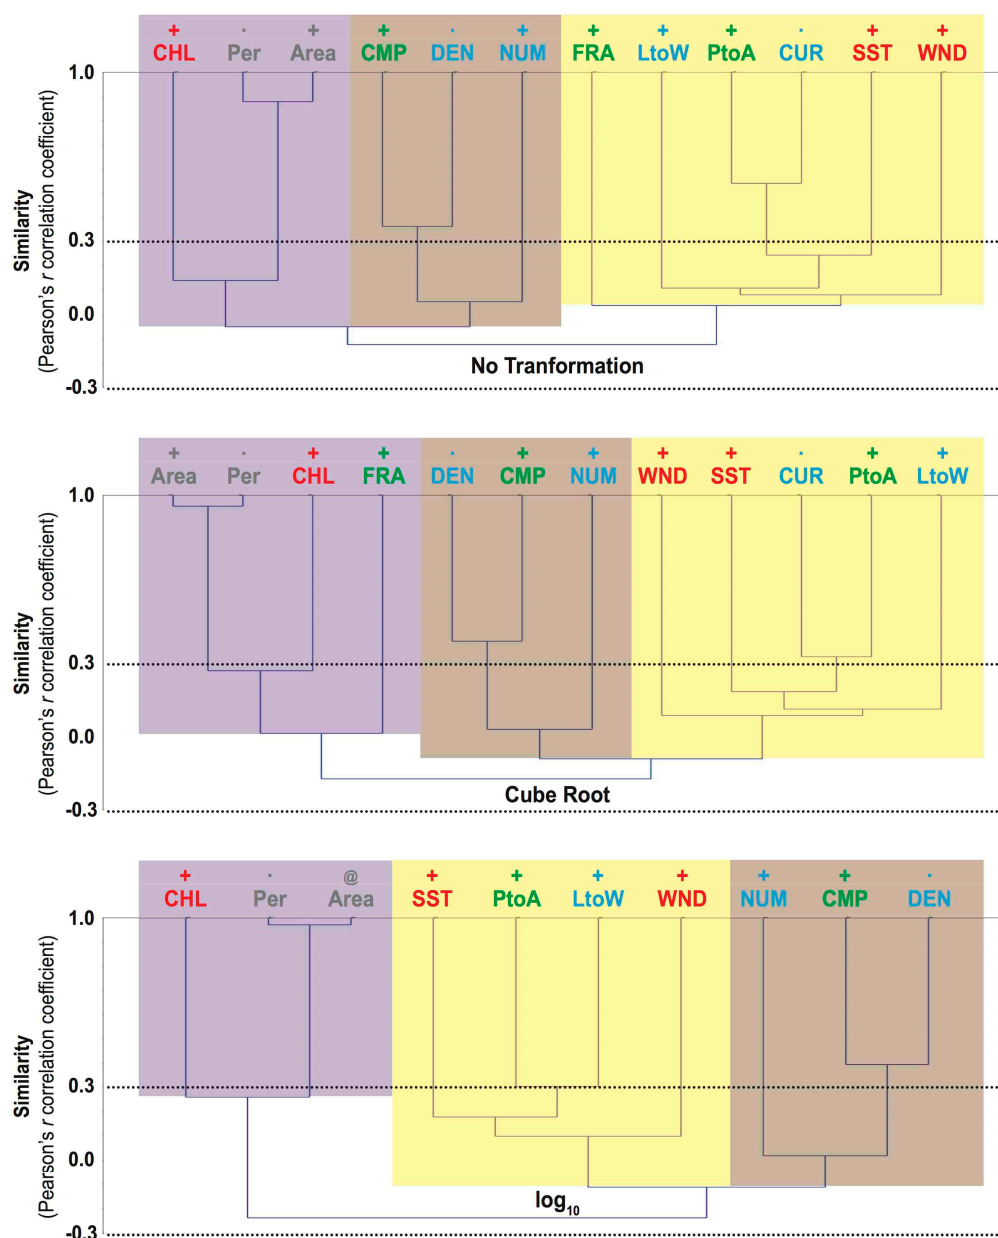 + · + + · + + + + · + +
CHL Per Area CMP DEN NUM FRA LtoW PtoA CUR SST WND
1.0
0.3
0.0
-0.3
Similarity
(Pearson's r correlation coefficient)
No Tranformation
+ · + + · + + + + · + +
Area Per CHL FRA DEN CMP NUM WND SST CUR PtoA LtoW
1.0
0.3
0.0
-0.3
Similarity
(Pearson's r correlation coefficient)
Cube Root
+ · @ + + + + + + ·
CHL Per Area SST PtoA LtoW WND NUM CMP DEN
1.0
0.3
0.0
-0.3
Similarity
(Pearson's r correlation coefficient)
log10